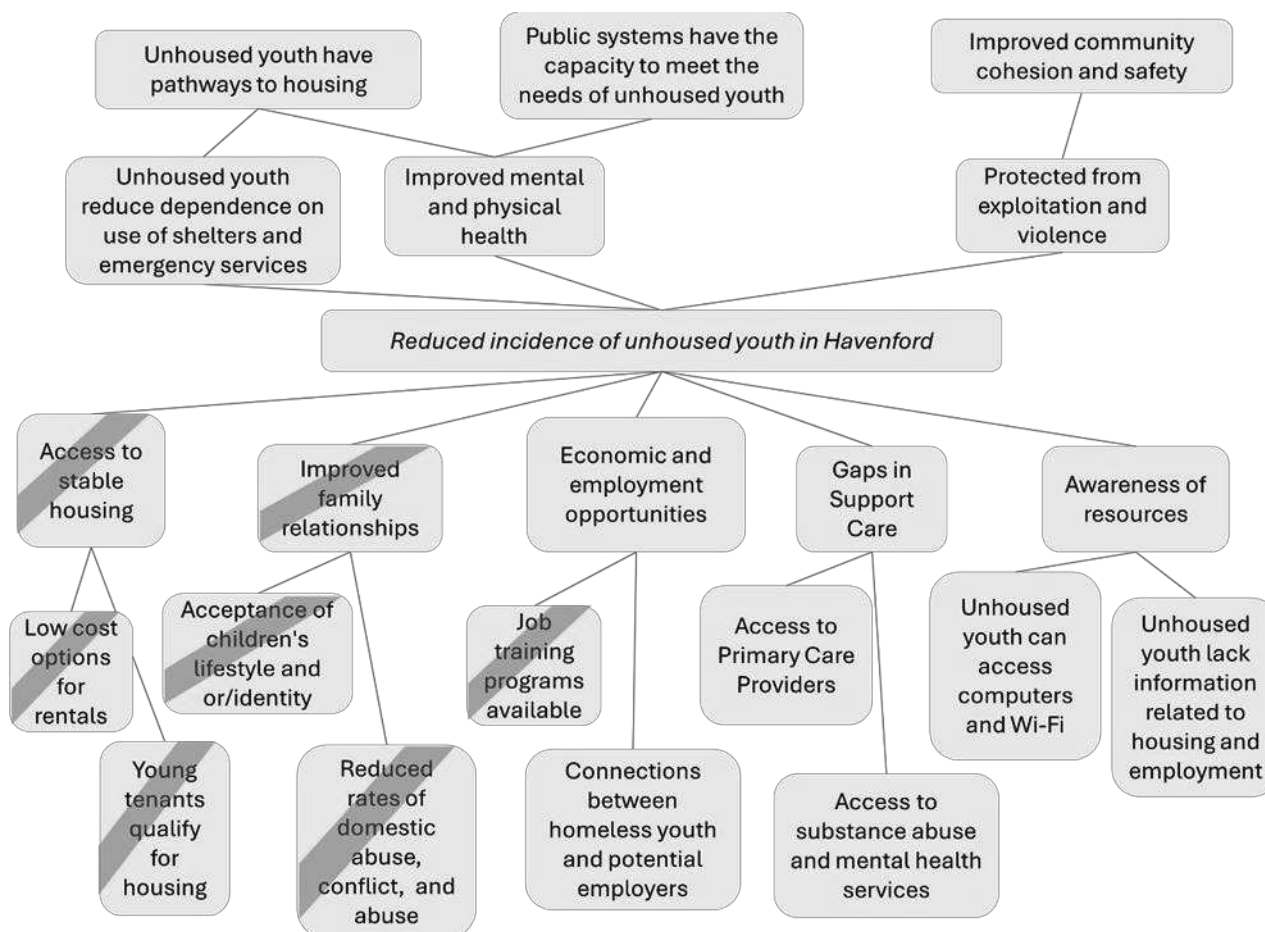 Unhoused youth have
pathways to housing
Public systems have the
capacity to meet the
needs of unhoused youth
Improved community
cohesion and safety
Unhoused youth
reduce dependence on
use of shelters and
emergency services
Improved mental
and physical
health
Protected from
exploitation and
violence
Reduced incidence of unhoused youth in Havenford
Access to
stable
housing
Improved
family
relationships
Economic and
employment
opportunities
Gaps in
Support
Care
Awareness of
resources
Low cost
options
for
rentals
Young
tenants
qualify
for
housing
Acceptance of
children's
lifestyle and
or/identity
Reduced
rates of
domestic
abuse,
conflict, and
abuse
Job
training
programs
available
Connections
between
homeless youth
and potential
employers
Access to
Primary Care
Providers
Access to
substance abuse
and mental health
services
Unhoused
youth can
access
computers
and Wi-Fi
Unhoused
youth lack
information
related to
housing and
employment